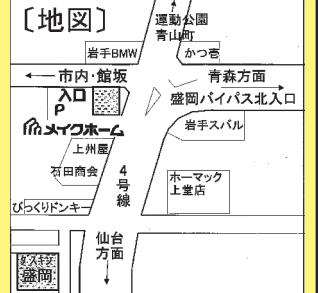 〔地図〕
運動公園
青山町
岩手BMW
かつ壱
←市内・館坂
青森方面→
入口
P
盛岡バイパス北入口
メイクホーム
岩手スバル
上州屋
石田商会
4号線
ホーマック
上堂店
びっくりドンキー
仙台
方面
ダスキン
盛岡